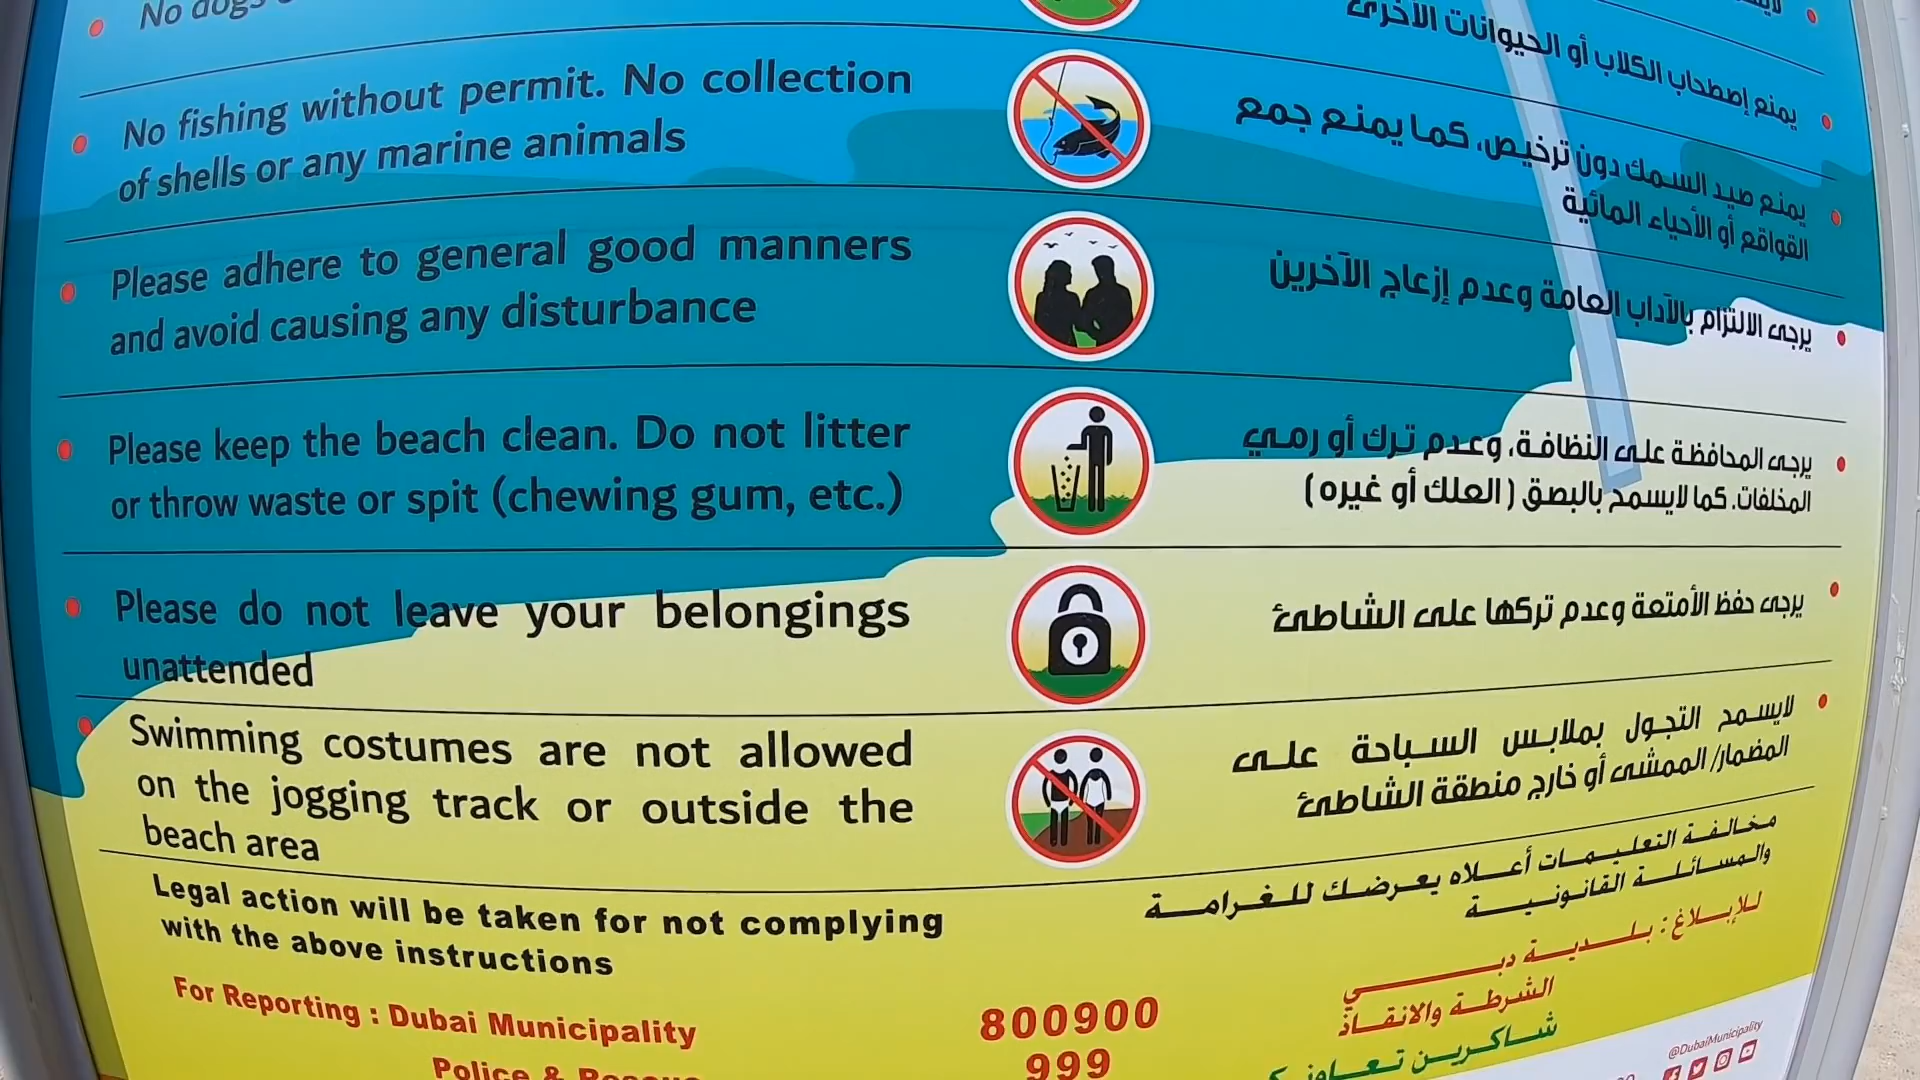 No dogs
No fishing without permit. No collection
of shells or any marine animals
Please adhere to general good manners
and avoid causing any disturbance
Please keep the beach clean. Do not litter
or throw waste or spit (chewing gum, etc.)
Please do not leave your belongings
unattended
Swimming costumes are not allowed
on the jogging track or outside the
beach area
Legal action will be taken for not complying
with the above instructions
For Reporting : Dubai Municipality 800900
Police & Rescue 999
يمنع إصطحاب الكلاب أو الحيوانات الأخرى
يمنع صيد السمك دون ترخيص، كما يمنع جمع
القواقع أو الأحياء المائية
يرجى الالتزام بالآداب العامة وعدم إزعاج الآخرين
يرجى المحافظة على النظافة، وعدم ترك أو رمي
المخلفات. كما لايسمح بالبصق (العلك أو غيره)
يرجى حفظ الأمتعة وعدم تركها على الشاطئ
لايسمح التجول بملابس السباحة على
المضمار/الممشى أو خارج منطقة الشاطئ
مخالفة التعليمات أعلاه يعرضك للغرامة
والمسائلة القانونية
للإبلاغ : بلدية دبي
الشرطة والانقاذ
شاكرين
@DubaiMunicipality